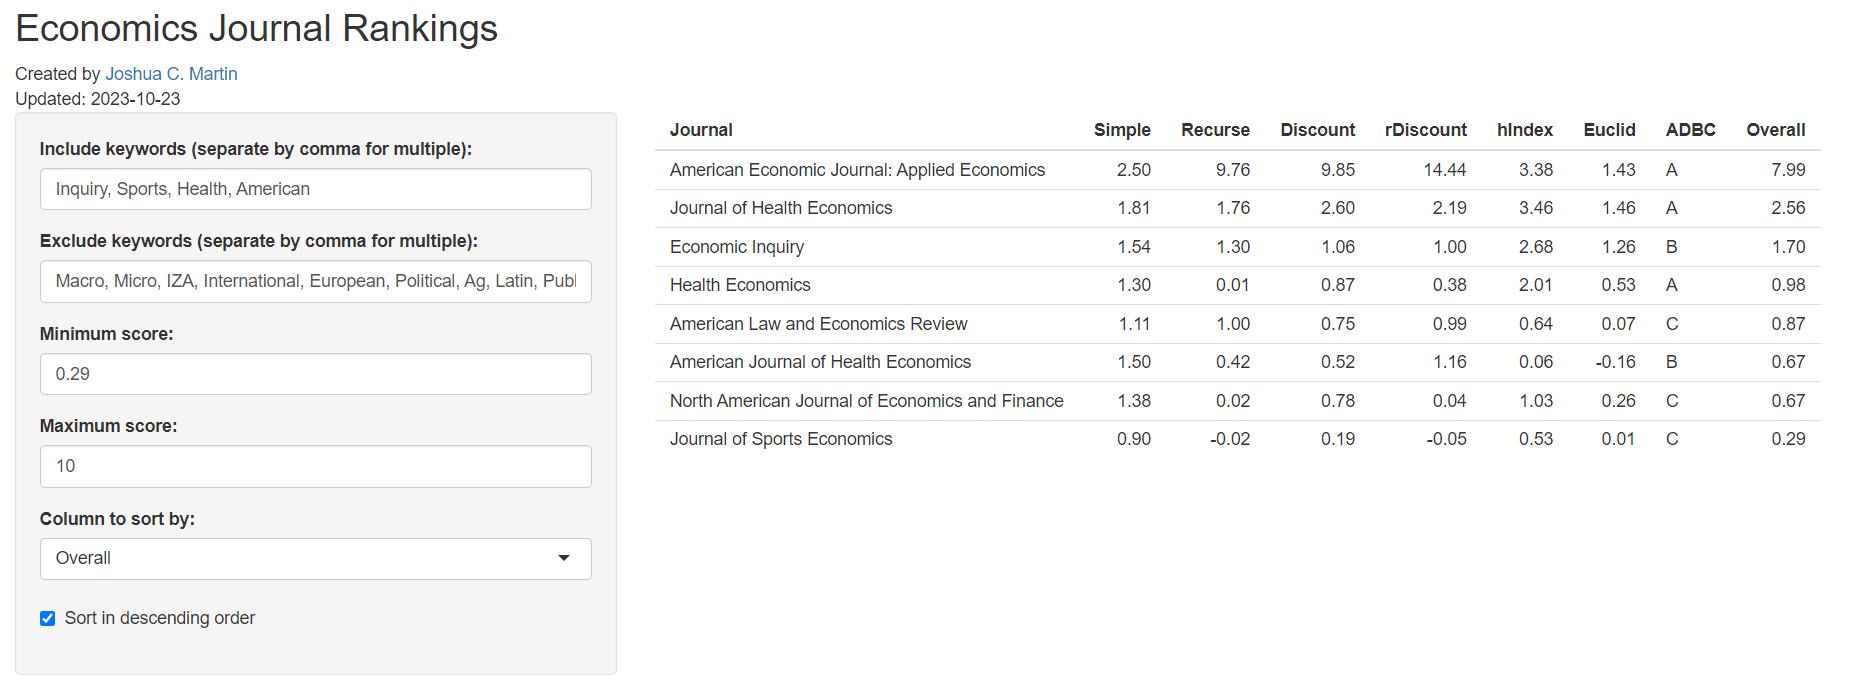 Economics Journal Rankings
Created by Joshua C. Martin
Updated: 2023-10-23
Include keywords (separate by comma for multiple):
Inquiry, Sports, Health, American
Exclude keywords (separate by comma for multiple):
Macro, Micro, IZA, International, European, Political, Ag, Latin, Publ
Minimum score:
0.29
Maximum score:
10
Column to sort by:
Overall
Sort in descending order
Journal Simple Recurse Discount rDiscount hIndex Euclid ADBC Overall
American Economic Journal: Applied Economics 2.50 9.76 9.85 14.44 3.38 1.43 A 7.99
Journal of Health Economics 1.81 1.76 2.60 2.19 3.46 1.46 A 2.56
Economic Inquiry 1.54 1.30 1.06 1.00 2.68 1.26 B 1.70
Health Economics 1.30 0.01 0.87 0.38 2.01 0.53 A 0.98
American Law and Economics Review 1.11 1.00 0.75 0.99 0.64 0.07 C 0.87
American Journal of Health Economics 1.50 0.42 0.52 1.16 0.06 -0.16 B 0.67
North American Journal of Economics and Finance 1.38 0.02 0.78 0.04 1.03 0.26 C 0.67
Journal of Sports Economics 0.90 -0.02 0.19 -0.05 0.53 0.01 C 0.29